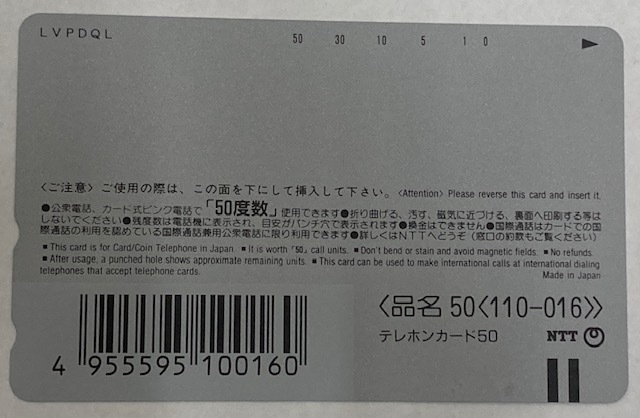 LVPDQL
50 30 10 5 1 0
〈ご注意〉ご使用の際は、この面を下にして挿入して下さい。〈Attention〉Please reverse this card and insert it.
●公衆電話、カード式ピンク電話で「50度数」使用できます●折り曲げる、汚す、磁気に近づける、裏面へ印刷する等は
しないでください●残度数は電話機に表示され、目安がパンチ穴で表示されます●換金はできません●国際通話はカードでの国
際通話の利用を認めている国際通話兼用公衆電話に限り利用できます●詳しくはNTTへどうぞ（窓口の約款もご覧ください）
■ This card is for Card/Coin Telephone in Japan. ■ It is worth「50」call units. ■ Don't bend or stain and avoid magnetic fields. ■ No refunds.
■ After usage, a punched hole shows approximate remaining units. ■ This card can be used to make international calls at international dialing
telephones that accept telephone cards.
Made in Japan
〈品名 50〈110-016〉〉
テレホンカード50
NTT
4 955595 100160